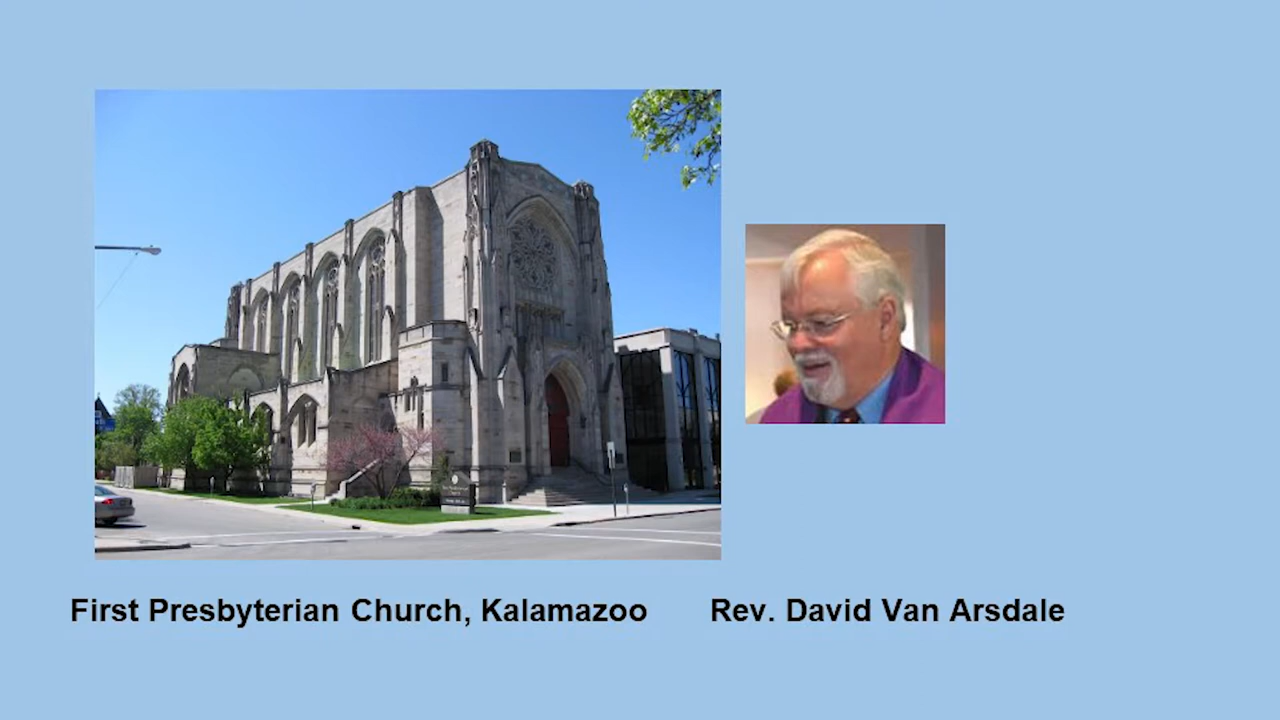 First Presbyterian Church, Kalamazoo
Rev. David Van Arsdale